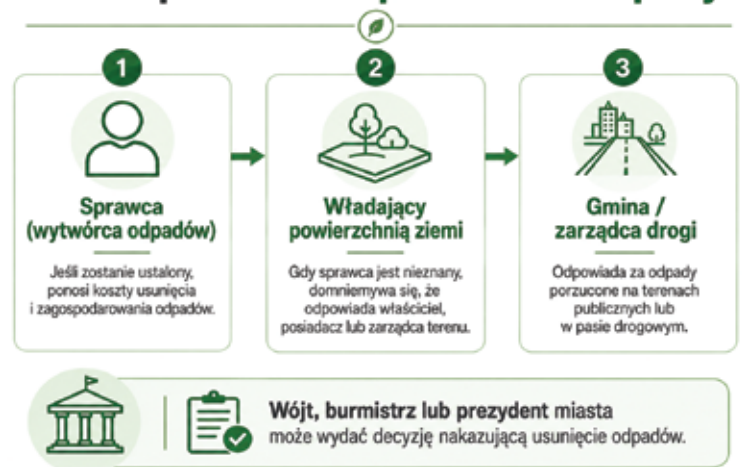 1
Sprawca
(wytwórca odpadów)
Jeśli zostanie ustalony,
ponosi koszty usunięcia
i zagospodarowania odpadów.
2
Władający
powierzchnią ziemi
Gdy sprawca jest nieznany,
domniemywa się, że
odpowiada właściciel,
posiadacz lub zarządca terenu.
3
Gmina /
zarządca drogi
Odpowiada za odpady
porzucone na terenach
publicznych lub
w pasie drogowym.
Wójt, burmistrz lub prezydent miasta
może wydać decyzję nakazującą usunięcie odpadów.